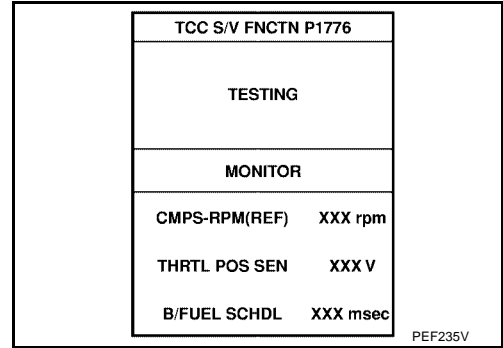 TCC S/V FNCTN P1776
TESTING
MONITOR
CMPS-RPM(REF) XXX rpm
THRTL POS SEN XXX V
B/FUEL SCHDL XXX msec
PEF235V